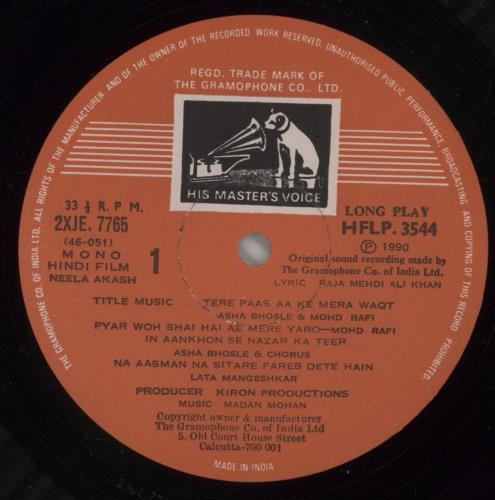 THE GRAMOPHONE CO. OF INDIA LTD. ALL RIGHTS OF THE MANUFACTURER AND OF THE OWNER OF THE RECORDED WORK RESERVED, UNAUTHORISED PUBLIC PERFORMANCE, BROADCASTING AND COPYING OF THIS RECORD PROHIBITED.
REGD. TRADE MARK OF
THE GRAMOPHONE CO., LTD.
HIS MASTER'S VOICE
33 ⅓ R. P. M.
2XJE. 7765
(46-051)
MONO
HINDI FILM
NEELA AKASH
1
LONG PLAY
HFLP. 3544
Ⓟ 1990
Original sound recording made by
The Gramophone Co. of India Ltd.
LYRIC RAJA MEHDI ALI KHAN
TITLE MUSIC TERE PAAS AA KE MERA WAQT
ASHA BHOSLE & MOHD RAFI
PYAR WOH SHAI HAI AE MERE YARO—MOHD RAFI
IN AANKHON SE NAZAR KA TEER
ASHA BHOSLE & CHORUS
NA AASMAN NA SITARE FAREB DETE HAIN
LATA MANGESHKAR
PRODUCER KIRON PRODUCTIONS
MUSIC MADAN MOHAN
Copyright owner & manufacturer
The Gramophone Co. of India Ltd
5, Old Court House Street
Calcutta-700 001
MADE IN INDIA